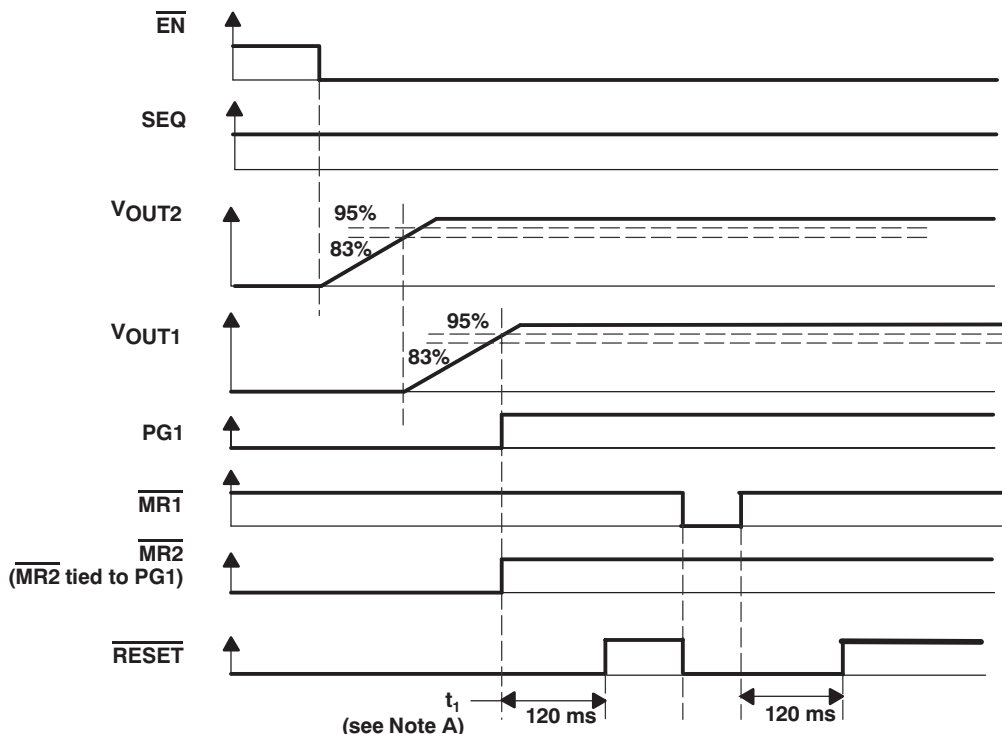 EN
SEQ
VOUT2
95%
83%
VOUT1
95%
83%
PG1
MR1
MR2
(MR2 tied to PG1)
RESET
t1
(see Note A)
120 ms
120 ms